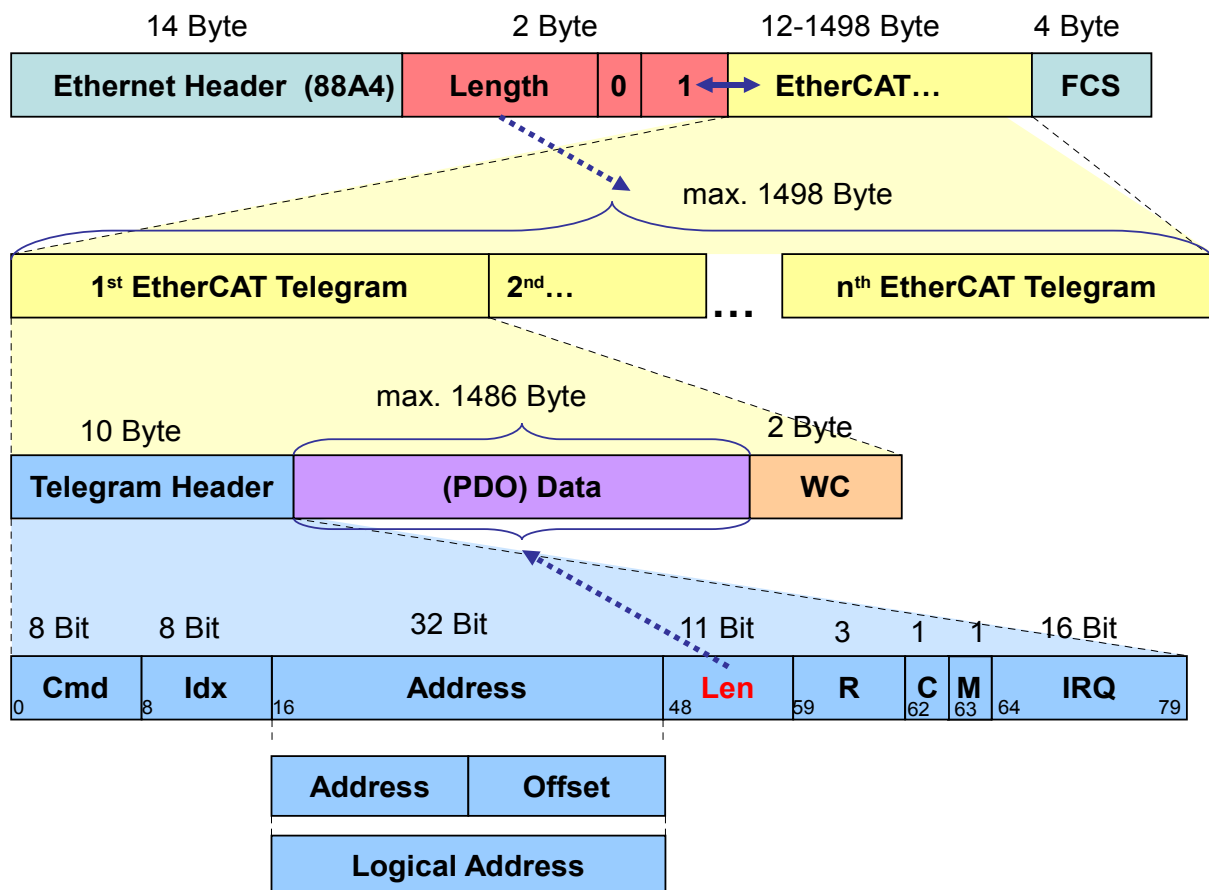 14 Byte 2 Byte 12-1498 Byte 4 Byte
Ethernet Header (88A4) Length 0 1 EtherCAT… FCS
max. 1498 Byte
1st EtherCAT Telegram 2nd… … nth EtherCAT Telegram
max. 1486 Byte
10 Byte 2 Byte
Telegram Header (PDO) Data WC
8 Bit 8 Bit 32 Bit 11 Bit 3 1 1 16 Bit
Cmd Idx Address Len R C M IRQ
0 8 16 48 59 62 63 64 79
Address Offset
Logical Address